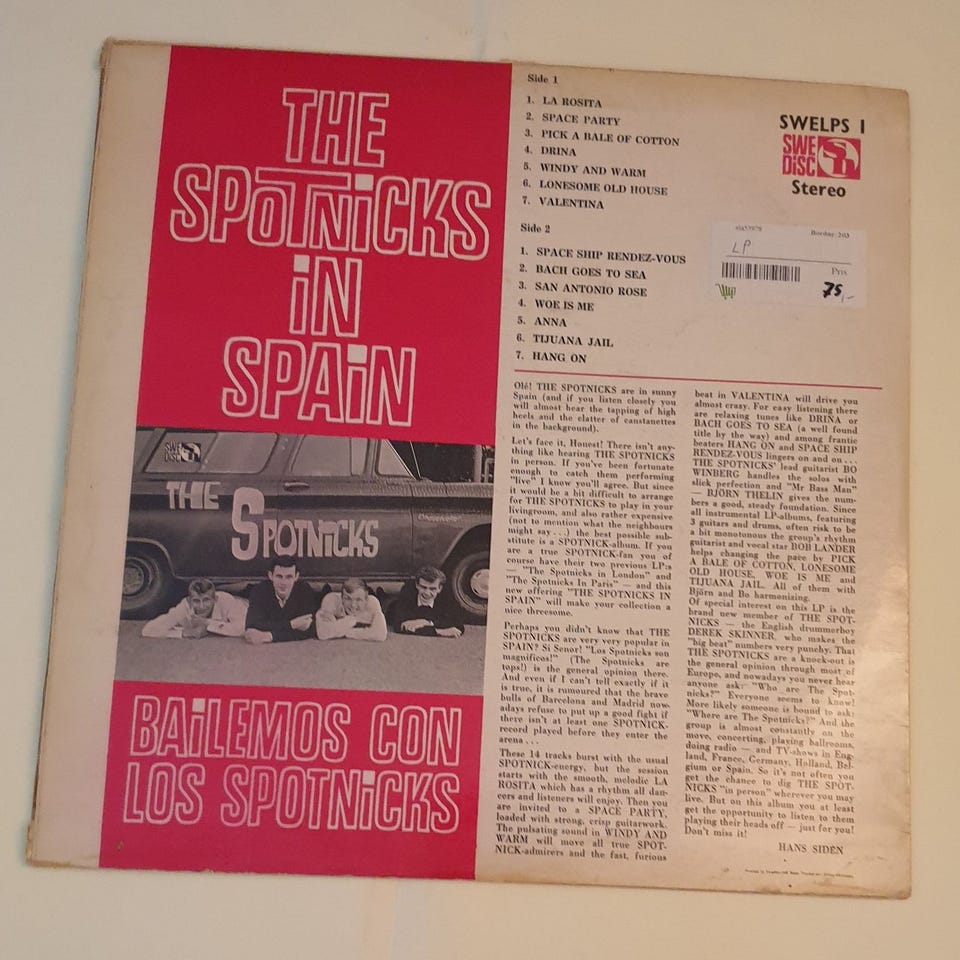 THE
SPOTNiCKS
iN
SPAiN
SWE
DISC
THE
SPOTNiCKS
BAiLEMOS CON
LOS SPOTNiCKS
Side 1
1. LA ROSITA
2. SPACE PARTY
3. PICK A BALE OF COTTON
4. DRINA
5. WINDY AND WARM
6. LONESOME OLD HOUSE
7. VALENTINA
Side 2
1. SPACE SHIP RENDEZ-VOUS
2. BACH GOES TO SEA
3. SAN ANTONIO ROSE
4. WOE IS ME
5. ANNA
6. TIJUANA JAIL
7. HANG ON
SWELPS 1
SWE
DiSC
Stereo
LP
Pris
75,-
Olé! THE SPOTNICKS are in sunny
Spain (and if you listen closely you
will almost hear the tapping of high
heels and the clatter of canstanettes
in the background).
Let's face it, Honest! There isn't any-
thing like hearing THE SPOTNICKS
in person. If you've been fortunate
enough to catch them performing
"live" I know you'll agree. But since
it would be a bit difficult to arrange
for THE SPOTNICKS to play in your
livingroom, and also rather expensive
(not to mention what the neighbours
might say...) the best possible sub-
stitute is a SPOTNICK-album. If you
are a true SPOTNICK-fan you of
course have their two previous LP:s
— "The Spotnicks in London" and
"The Spotnicks In Paris" — and this
new offering "THE SPOTNICKS IN
SPAIN" will make your collection a
nice threesome.
Perhaps you didn't know that THE
SPOTNICKS are very very popular in
SPAIN? Si Senor! "Los Spotnicks son
magnificos!" (The Spotnicks are
tops!) is the general opinion there.
And even if I can't tell exactly if it
is true, it is rumoured that the brave
bulls of Barcelona and Madrid now-
adays refuse to put up a good fight if
there isn't at least one SPOTNICK-
record played before they enter the
arena...
These 14 tracks burst with the usual
SPOTNICK-energy, but the session
starts with the smooth, melodic LA
ROSITA which has a rhythm all dan-
cers and listeners will enjoy. Then you
are invited to a SPACE PARTY,
loaded with strong, crisp guitarwork.
The pulsating sound in WINDY AND
WARM will move all true SPOT-
NICK-admirers and the fast, furious
beat in VALENTINA will drive you
almost crazy. For easy listening there
are relaxing tunes like DRINA or
BACH GOES TO SEA (a well found
title by the way) and among frantic
beaters HANG ON and SPACE SHIP
RENDEZ-VOUS lingers on and on...
THE SPOTNICKS' lead guitarist BO
WINBERG handles the solos with
slick perfection and "Mr Bass Man"
— BJÖRN THELIN gives the num-
bers a good, steady foundation. Since
all instrumental LP-albums, featuring
3 guitars and drums, often risk to be
a bit monotonous the group's rhythm
guitarist and vocal star BOB LANDER
helps changing the pace by PICK
A BALE OF COTTON, LONESOME
OLD HOUSE, WOE IS ME and
TIJUANA JAIL. All of them with
Björn and Bo harmonizing.
Of special interest on this LP is the
brand new member of THE SPOT-
NICKS — the English drummerboy
DEREK SKINNER, who makes the
"big beat" numbers very punchy. That
THE SPOTNICKS are a knock-out is
the general opinion through most of
Europe, and nowadays you never hear
anyone ask: "Who are The Spot-
nicks?" Everyone seems to know!
More likely someone is bound to ask:
"Where are The Spotnicks?" And the
group is almost constantly on the
move, concerting, playing ballrooms,
doing radio — and TV-shows in Eng-
land, France, Germany, Holland, Bel-
gium or Spain. So it's not often you
get the chance to dig THE SPOT-
NICKS "in person" wherever you may
live. But on this album you at least
get the opportunity to listen to them
playing their heads off — just for you!
Don't miss it!
HANS SIDÉN